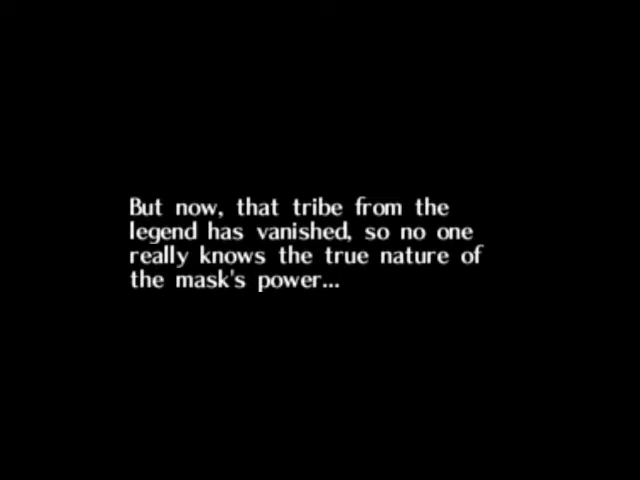 But now, that tribe from the
legend has vanished, so no one
really knows the true nature of
the mask's power...